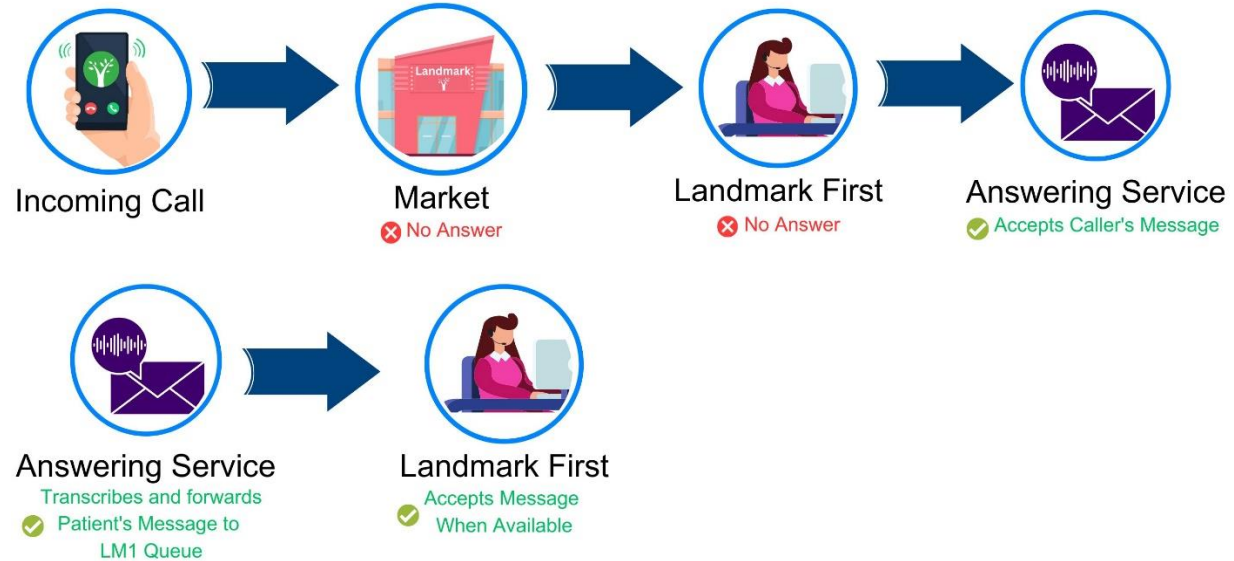 Landmark
Incoming Call
Market
No Answer
Landmark First
No Answer
Answering Service
Accepts Caller's Message
Answering Service
Transcribes and forwards
Patient's Message to
LM1 Queue
Landmark First
Accepts Message
When Available